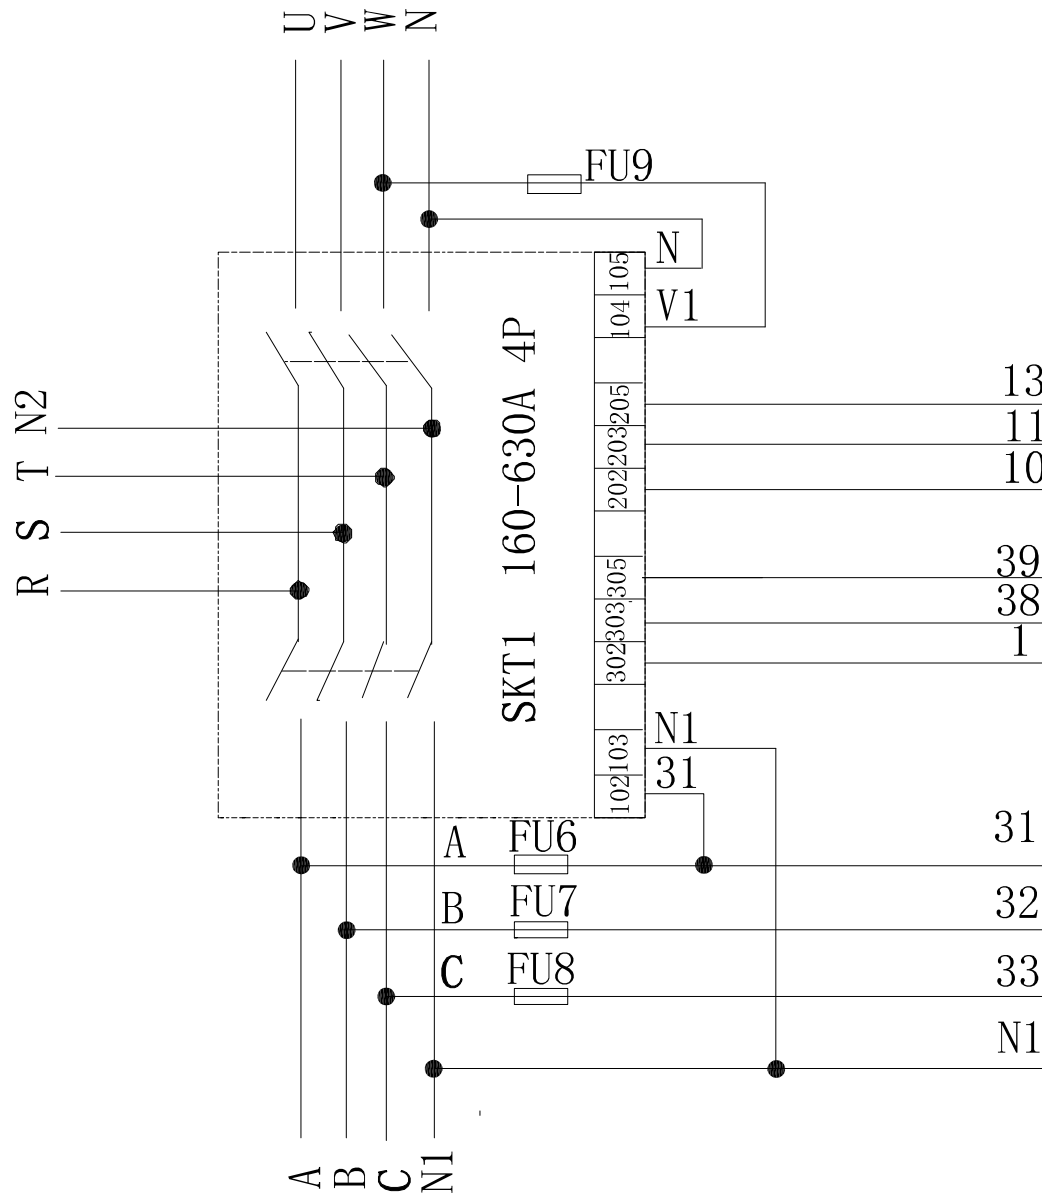 U V W N
FU9
N
V1
105
104
205
203
202
305
303
302
103
102
SKT1 160-630A 4P
13
11
10
39
38
1
N2
T
S
R
N1
31
A FU6 31
B FU7 32
C FU8 33
N1
A B C N1